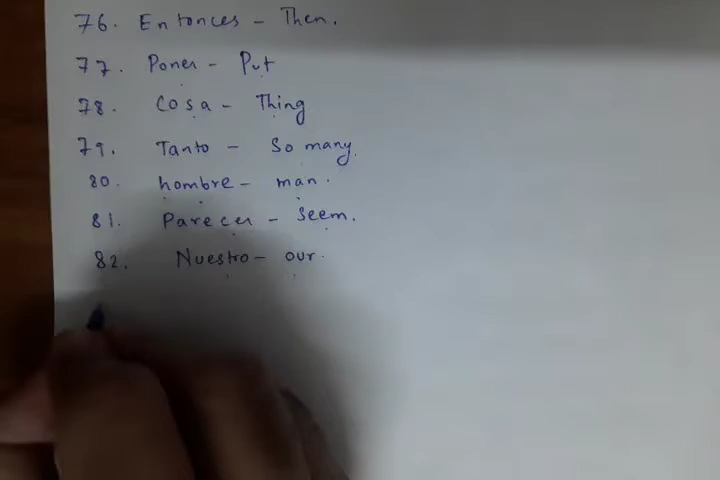 76. Entonces - Then.
77. Poner - Put
78. Cosa - Thing
79. Tanto - So many.
80. hombre - man.
81. Parecer - Seem.
82. Nuestro - our.